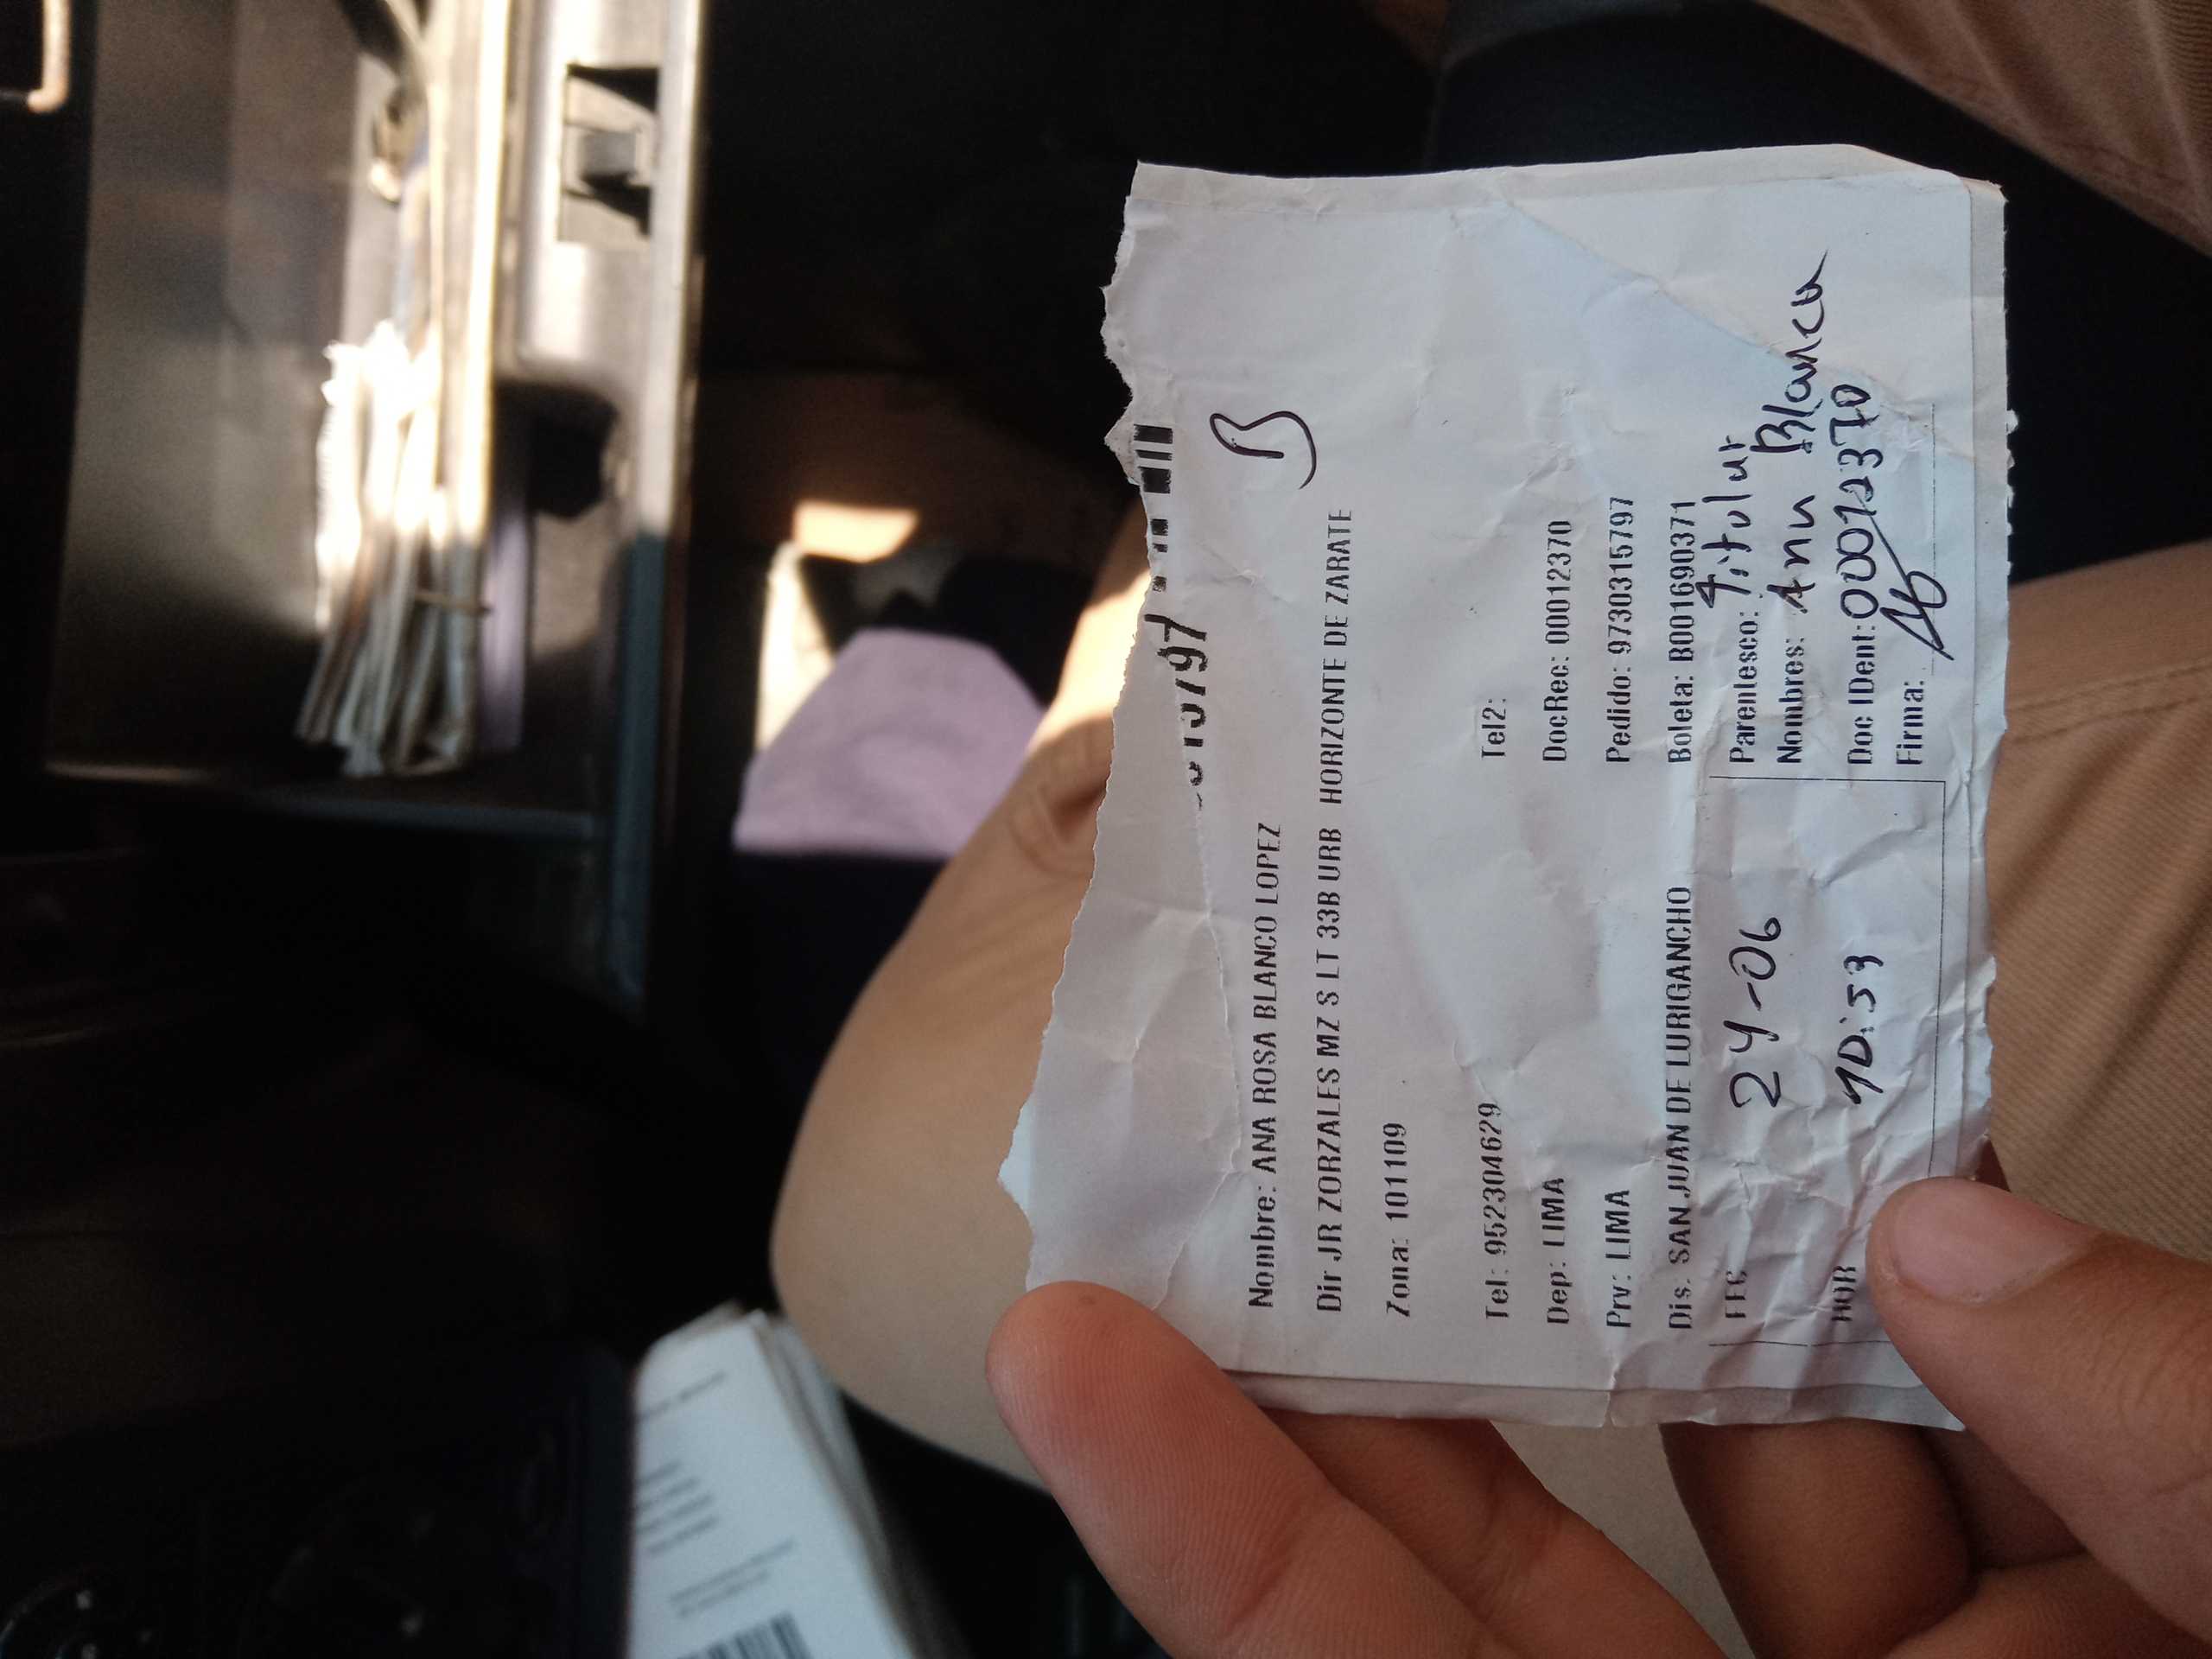 Nombre: ANA ROSA BLANCO LOPEZ
Dir JR ZORZALES MZ S LT 33B URB HORIZONTE DE ZARATE
Zona: 101109
Tel: 952304629 Tel2:
Dep: LIMA DocRec: 00012370
Prv: LIMA Pedido: 9730315797
Dis: SAN JUAN DE LURIGANCHO Boleta: B001690371
FEC 24-06 Parentesco: Titular
Nombres: Ana Blanco
HOR 10:53 Doc IDent: 00012370
Firma: